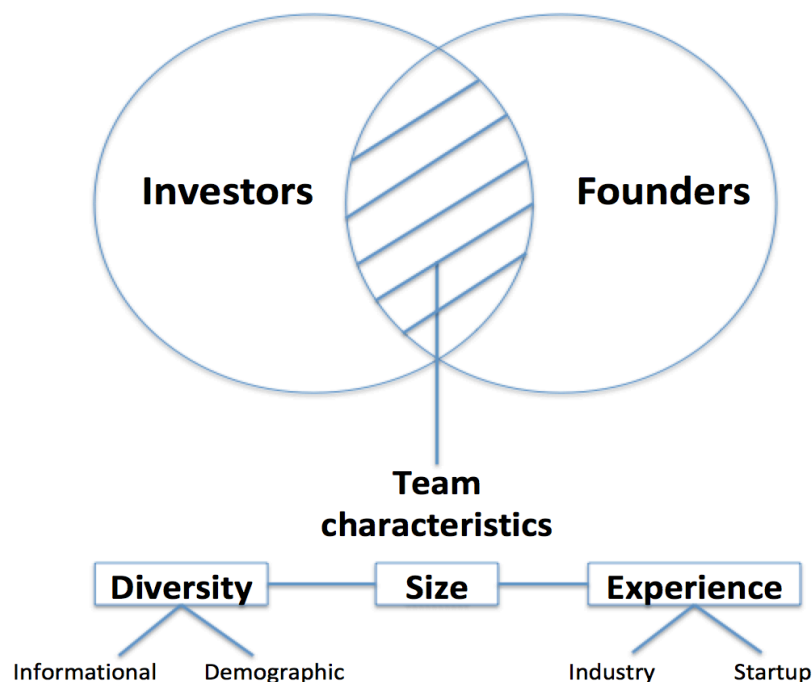 Investors
Founders
Team
characteristics
Diversity
Size
Experience
Informational
Demographic
Industry
Startup